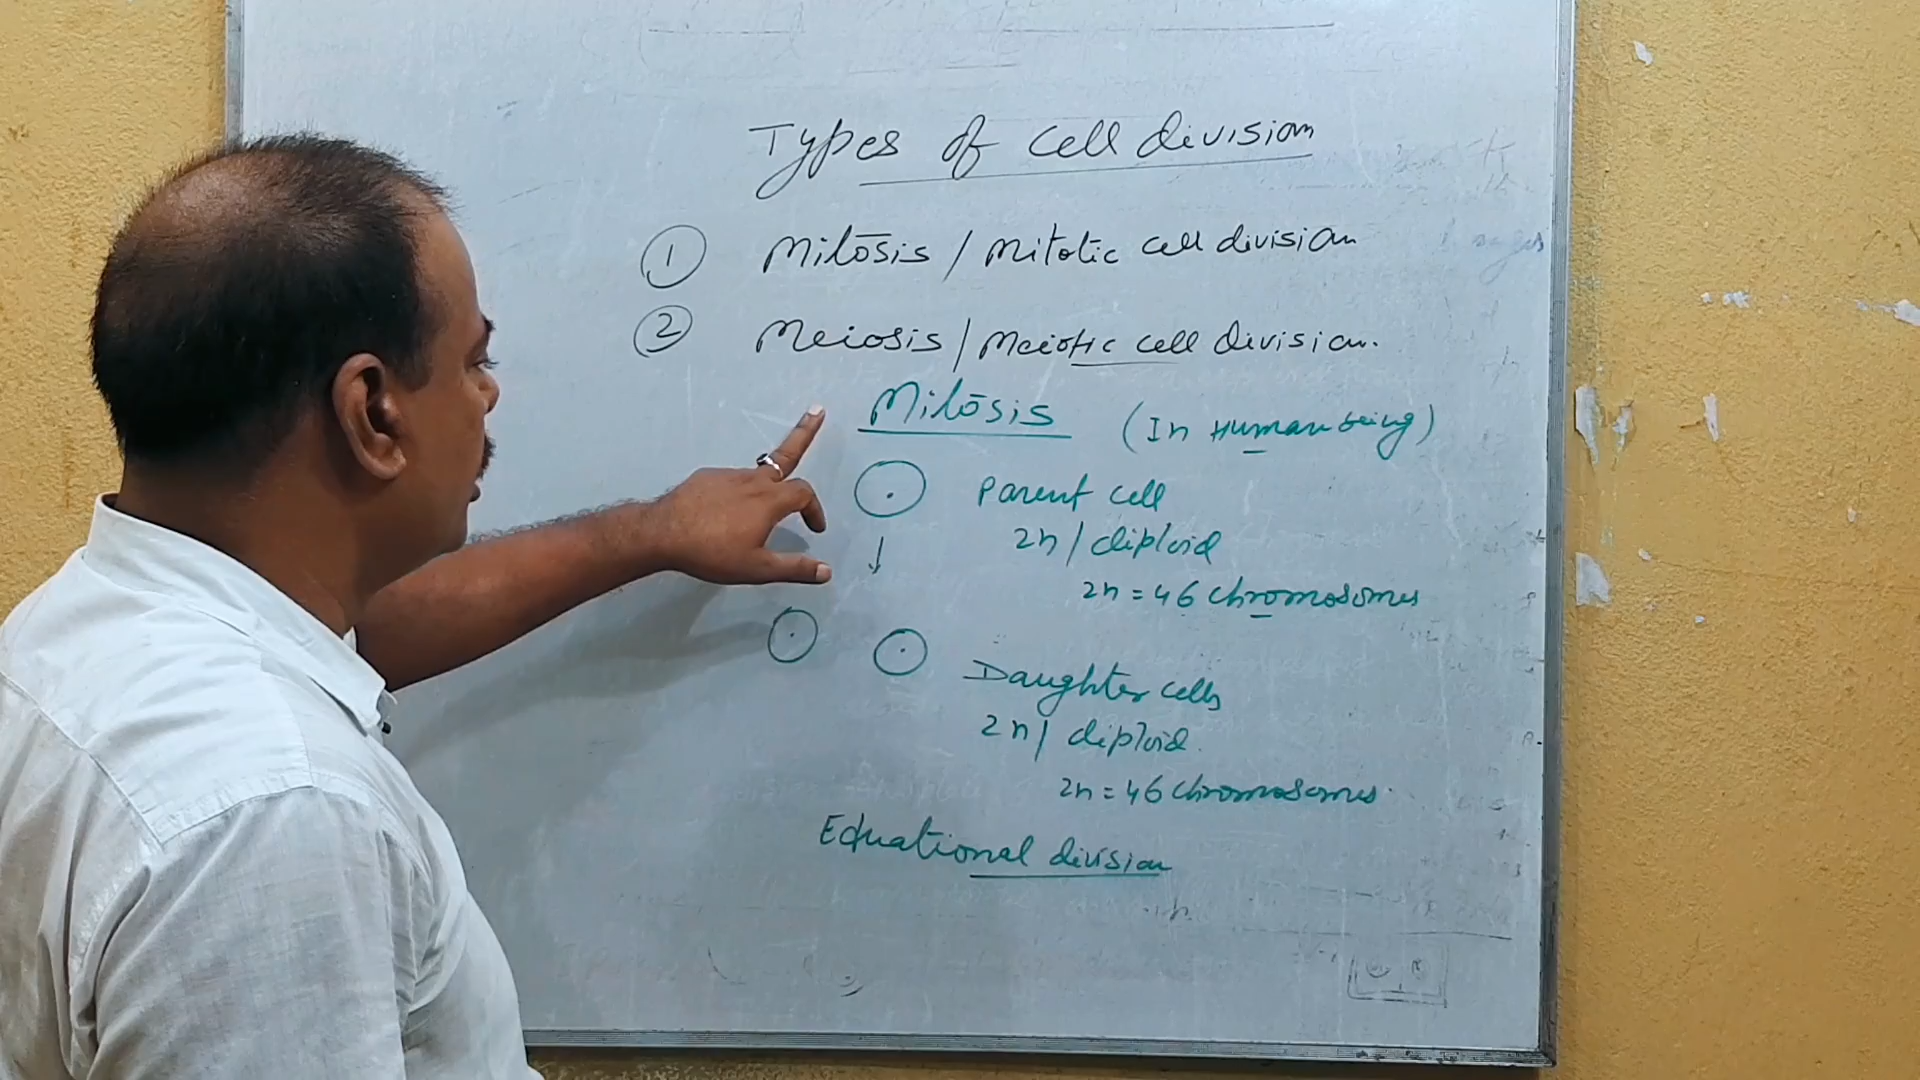 Types of cell division
① Mitosis / Mitotic cell division
② Meiosis / Meiotic cell division.
Mitosis (In Human being)
Parent cell
2n / diploid
2n = 46 chromosomes
Daughter cells
2n / diploid.
2n = 46 chromosomes.
Equational division